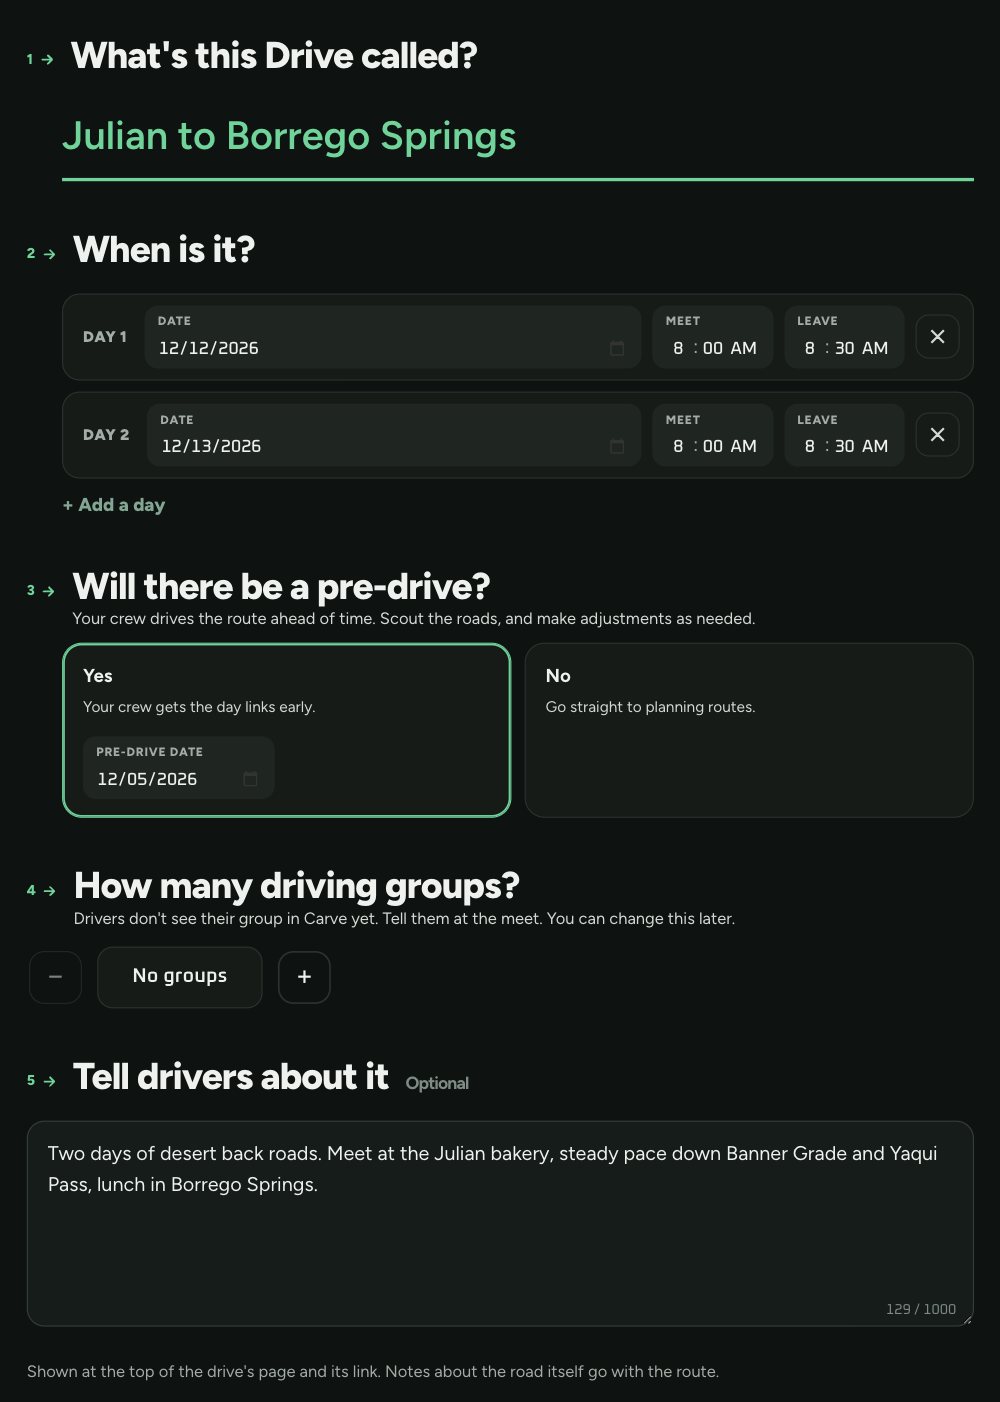 1 → What's this Drive called?
Julian to Borrego Springs
2 → When is it?
DAY 1
DATE
12/12/2026
MEET
8 : 00 AM
LEAVE
8 : 30 AM
×
DAY 2
DATE
12/13/2026
MEET
8 : 00 AM
LEAVE
8 : 30 AM
×
+ Add a day
3 → Will there be a pre-drive?
Your crew drives the route ahead of time. Scout the roads, and make adjustments as needed.
Yes
Your crew gets the day links early.
PRE-DRIVE DATE
12/05/2026
No
Go straight to planning routes.
4 → How many driving groups?
Drivers don't see their group in Carve yet. Tell them at the meet. You can change this later.
− No groups +
5 → Tell drivers about it Optional
Two days of desert back roads. Meet at the Julian bakery, steady pace down Banner Grade and Yaqui
Pass, lunch in Borrego Springs.
129 / 1000
Shown at the top of the drive's page and its link. Notes about the road itself go with the route.